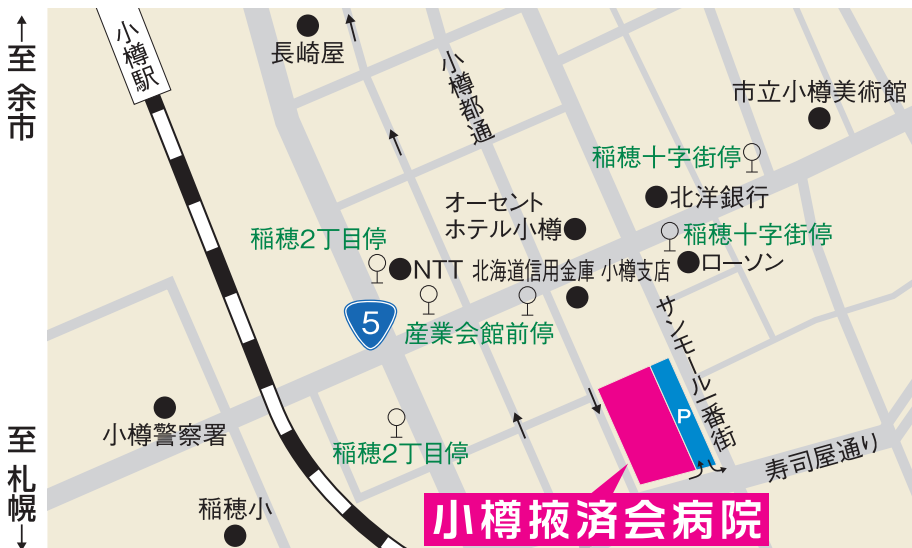 ↑至 余市
小樽駅
長崎屋
小樽都通
市立小樽美術館
稲穂十字街停
北洋銀行
オーセント
ホテル小樽
稲穂十字街停
稲穂2丁目停
ローソン
NTT
北海道信用金庫 小樽支店
5
産業会館前停
サンモール一番街
小樽警察署
稲穂2丁目停
P
寿司屋通り
至 札幌↓
稲穂小
小樽掖済会病院